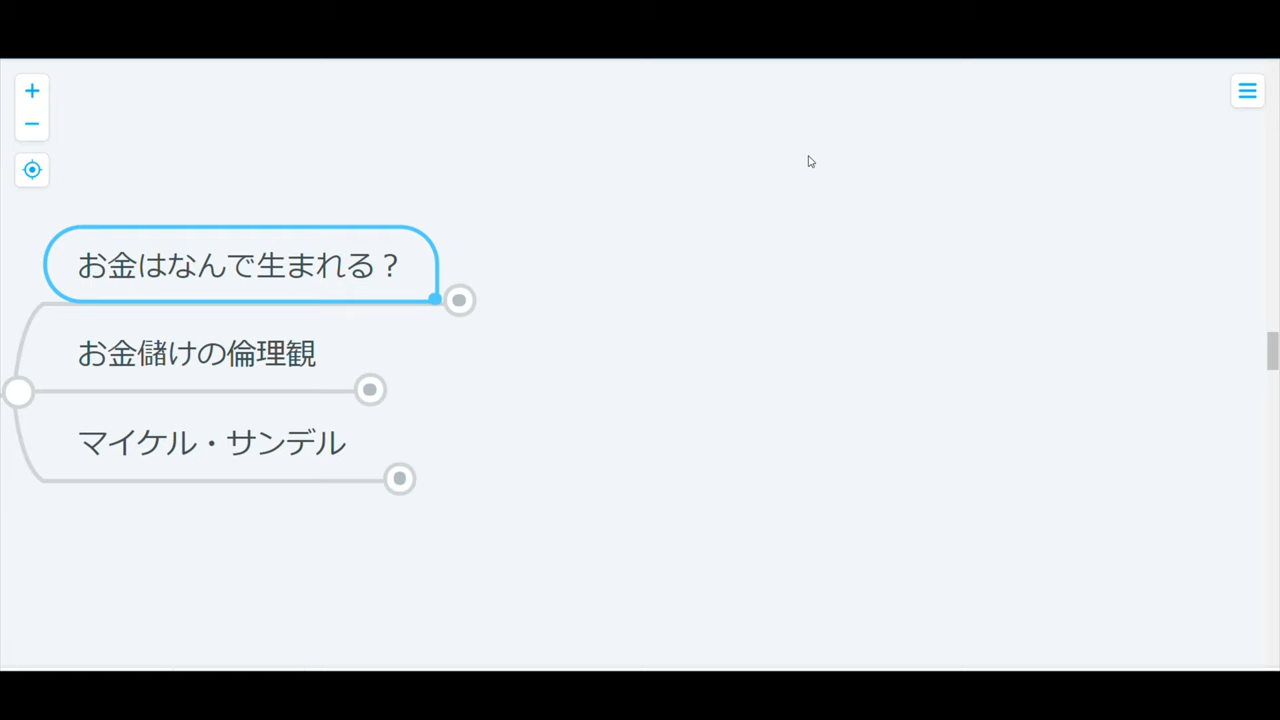 お金はなんで生まれる？
お金儲けの倫理観
マイケル・サンデル